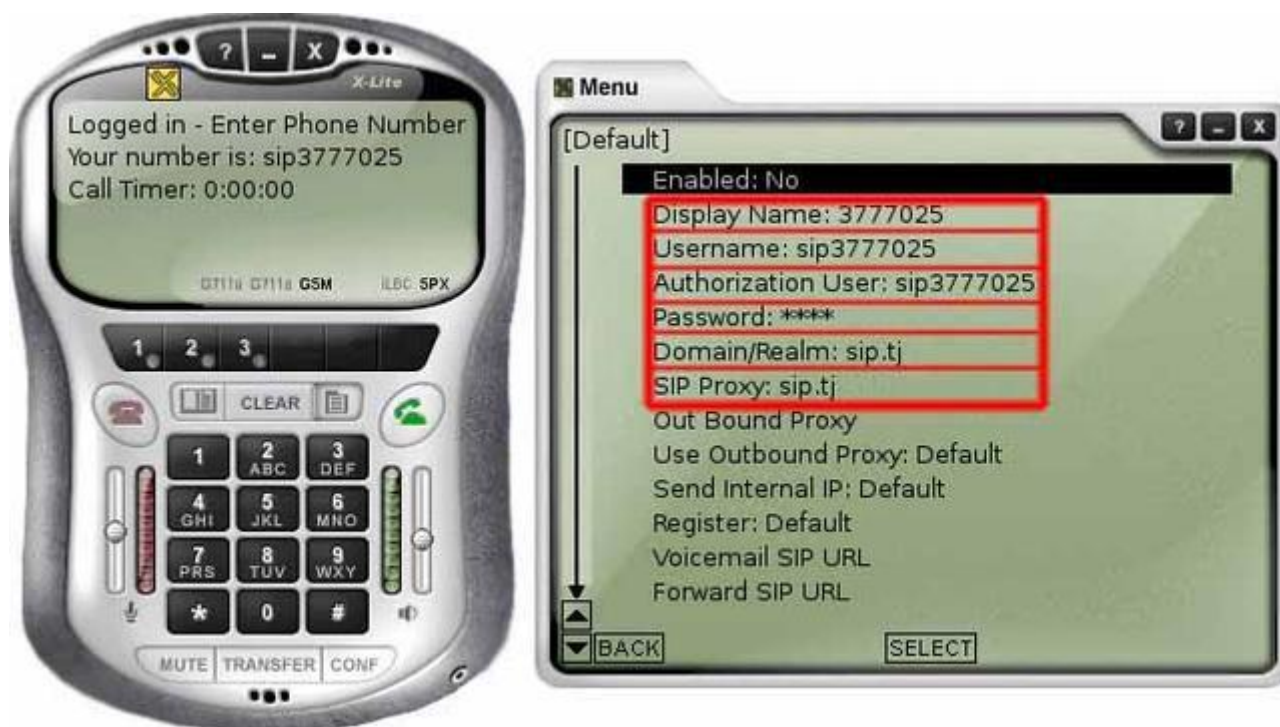 ? - X
X-Lite
Logged in - Enter Phone Number
Your number is: sip3777025
Call Timer: 0:00:00
GSM iLBC SPX
1 2 3
CLEAR
1 2 3
ABC DEF
4 5 6
GHI JKL MNO
7 8 9
PRS TUV WXY
* 0 #
MUTE TRANSFER CONF
Menu
? - X
[Default]
Enabled: No
Display Name: 3777025
Username: sip3777025
Authorization User: sip3777025
Password: ****
Domain/Realm: sip.tj
SIP Proxy: sip.tj
Out Bound Proxy
Use Outbound Proxy: Default
Send Internal IP: Default
Register: Default
Voicemail SIP URL
Forward SIP URL
BACK SELECT